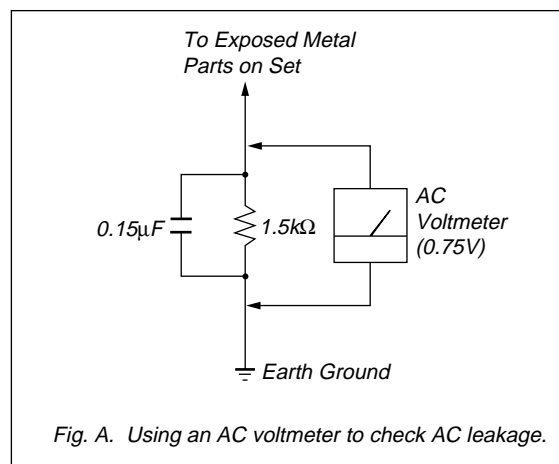 To Exposed Metal
Parts on Set
0.15μF
1.5kΩ
AC
Voltmeter
(0.75V)
Earth Ground
Fig. A. Using an AC voltmeter to check AC leakage.